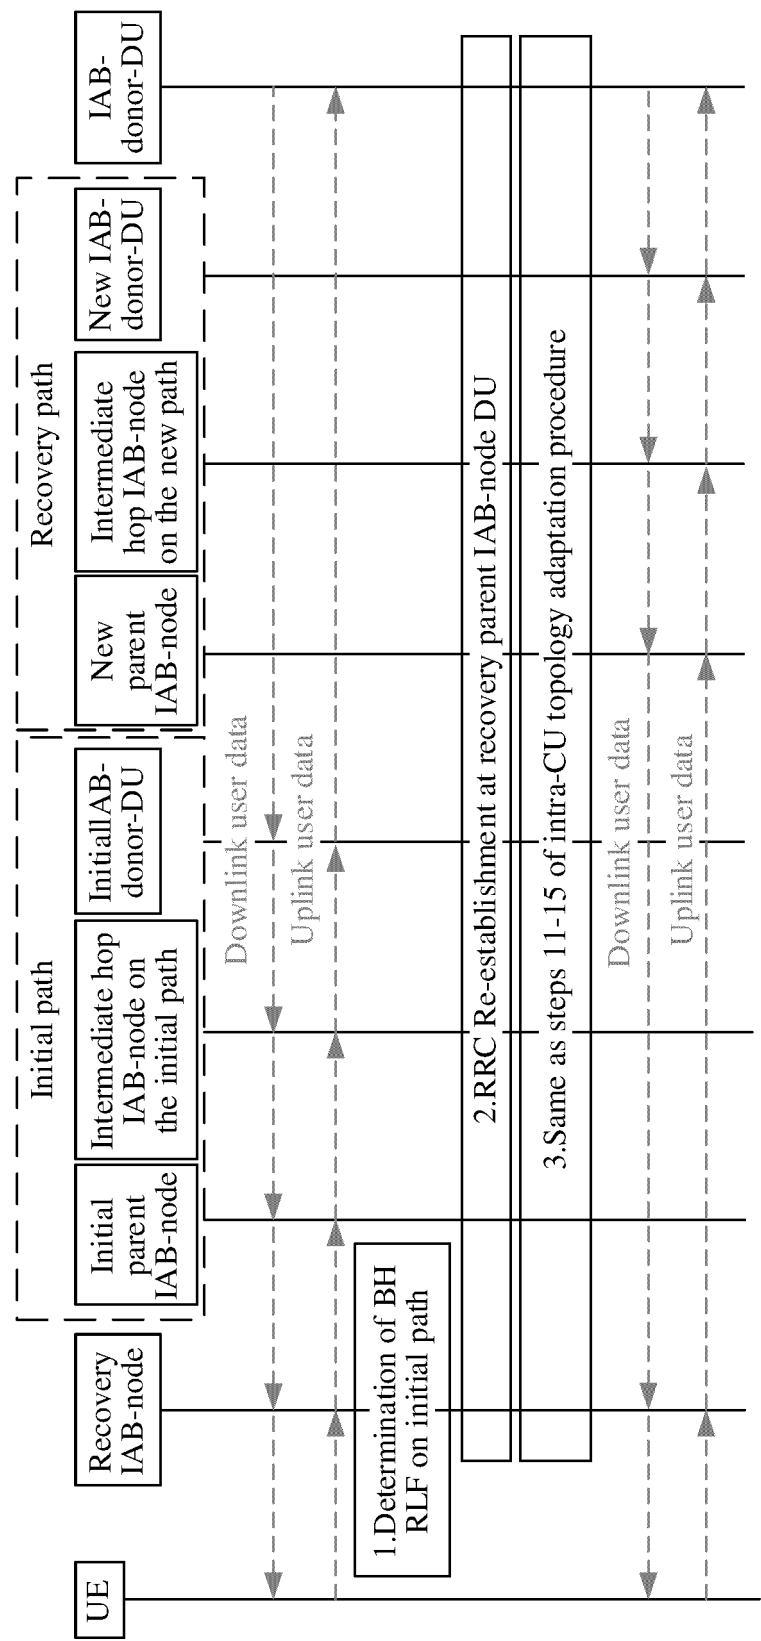 Initial path
Recovery path
UE
Recovery
IAB-node
Initial
parent
IAB-node
Intermediate hop
IAB-node on
the initial path
InitialIAB-
donor-DU
New
parent
IAB-node
Intermediate
hop IAB-node
on the new path
New IAB-
donor-DU
IAB-
donor-DU
Downlink user data
Uplink user data
1.Determination of BH
RLF on initial path
2.RRC Re-establishment at recovery parent IAB-node DU
3.Same as steps 11-15 of intra-CU topology adaptation procedure
Downlink user data
Uplink user data